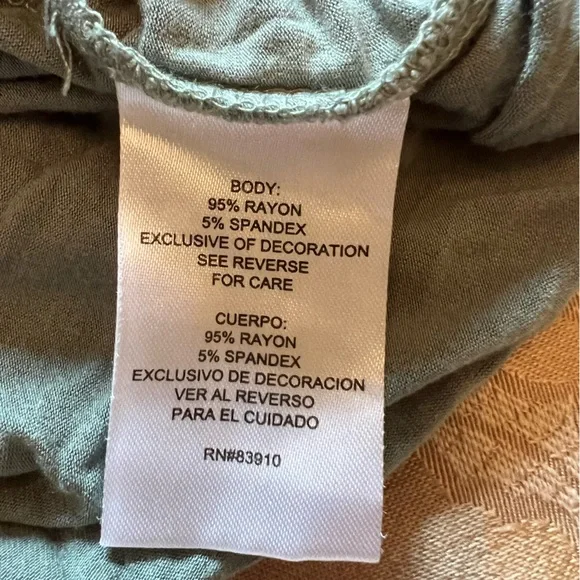 BODY:
95% RAYON
5% SPANDEX
EXCLUSIVE OF DECORATION
SEE REVERSE
FOR CARE
CUERPO:
95% RAYON
5% SPANDEX
EXCLUSIVO DE DECORACION
VER AL REVERSO
PARA EL CUIDADO
RN#83910